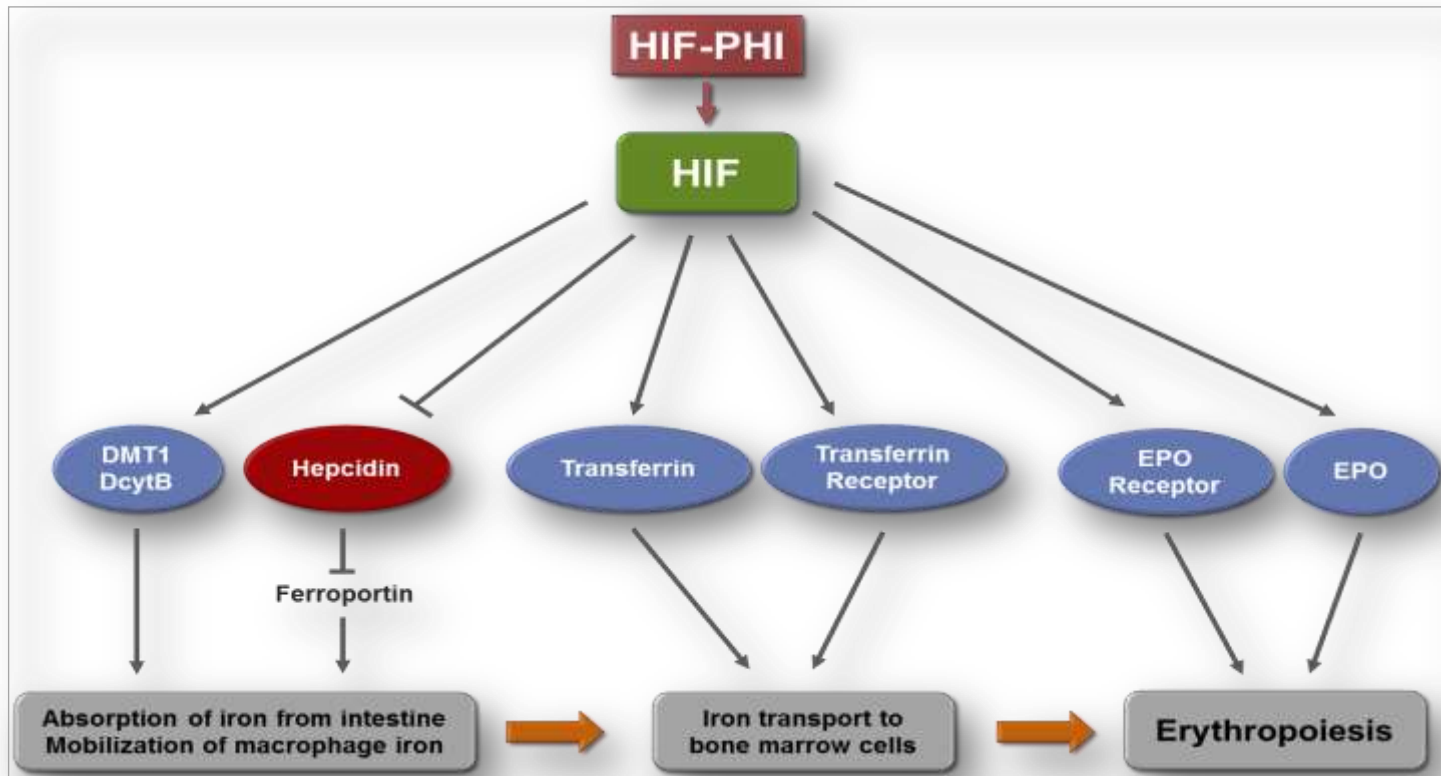 HIF-PHI
HIF
DMT1
DcytB
Hepcidin
Transferrin
Transferrin
Receptor
EPO
Receptor
EPO
Ferroportin
Absorption of iron from intestine
Mobilization of macrophage iron
Iron transport to
bone marrow cells
Erythropoiesis